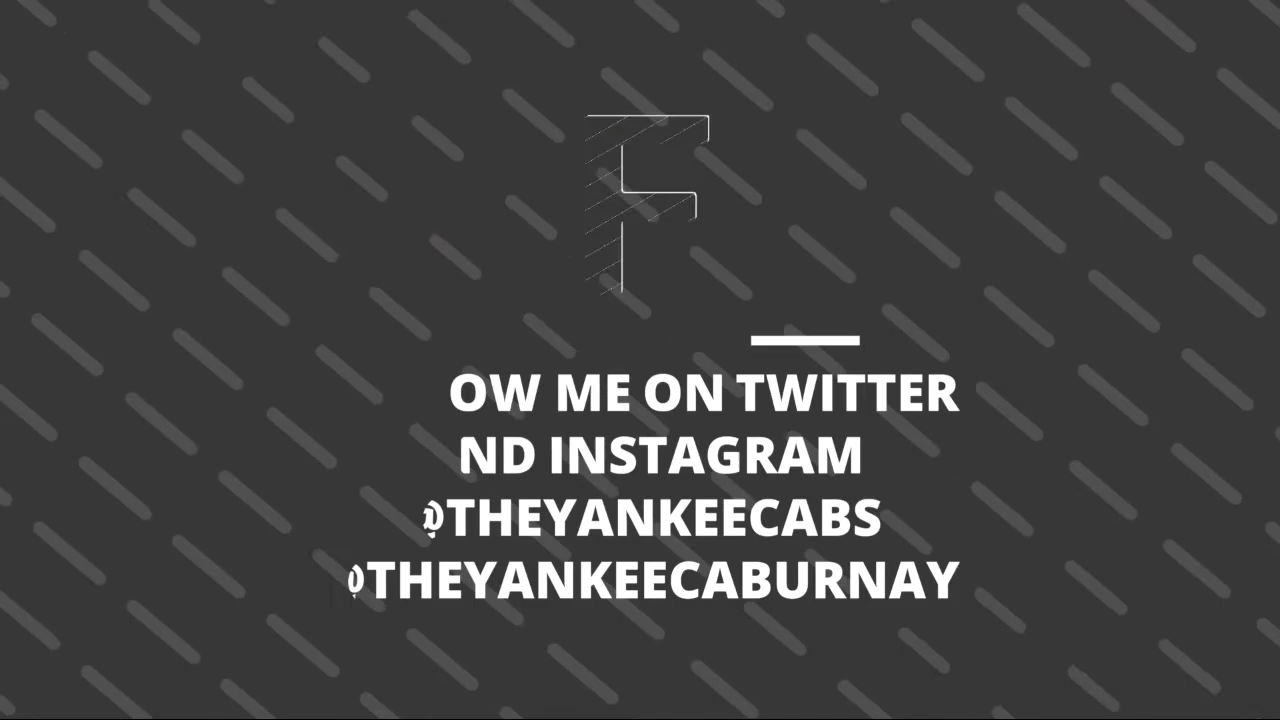 F
OW ME ON TWITTER
ND INSTAGRAM
@THEYANKEECABS
@THEYANKEECABURNAY